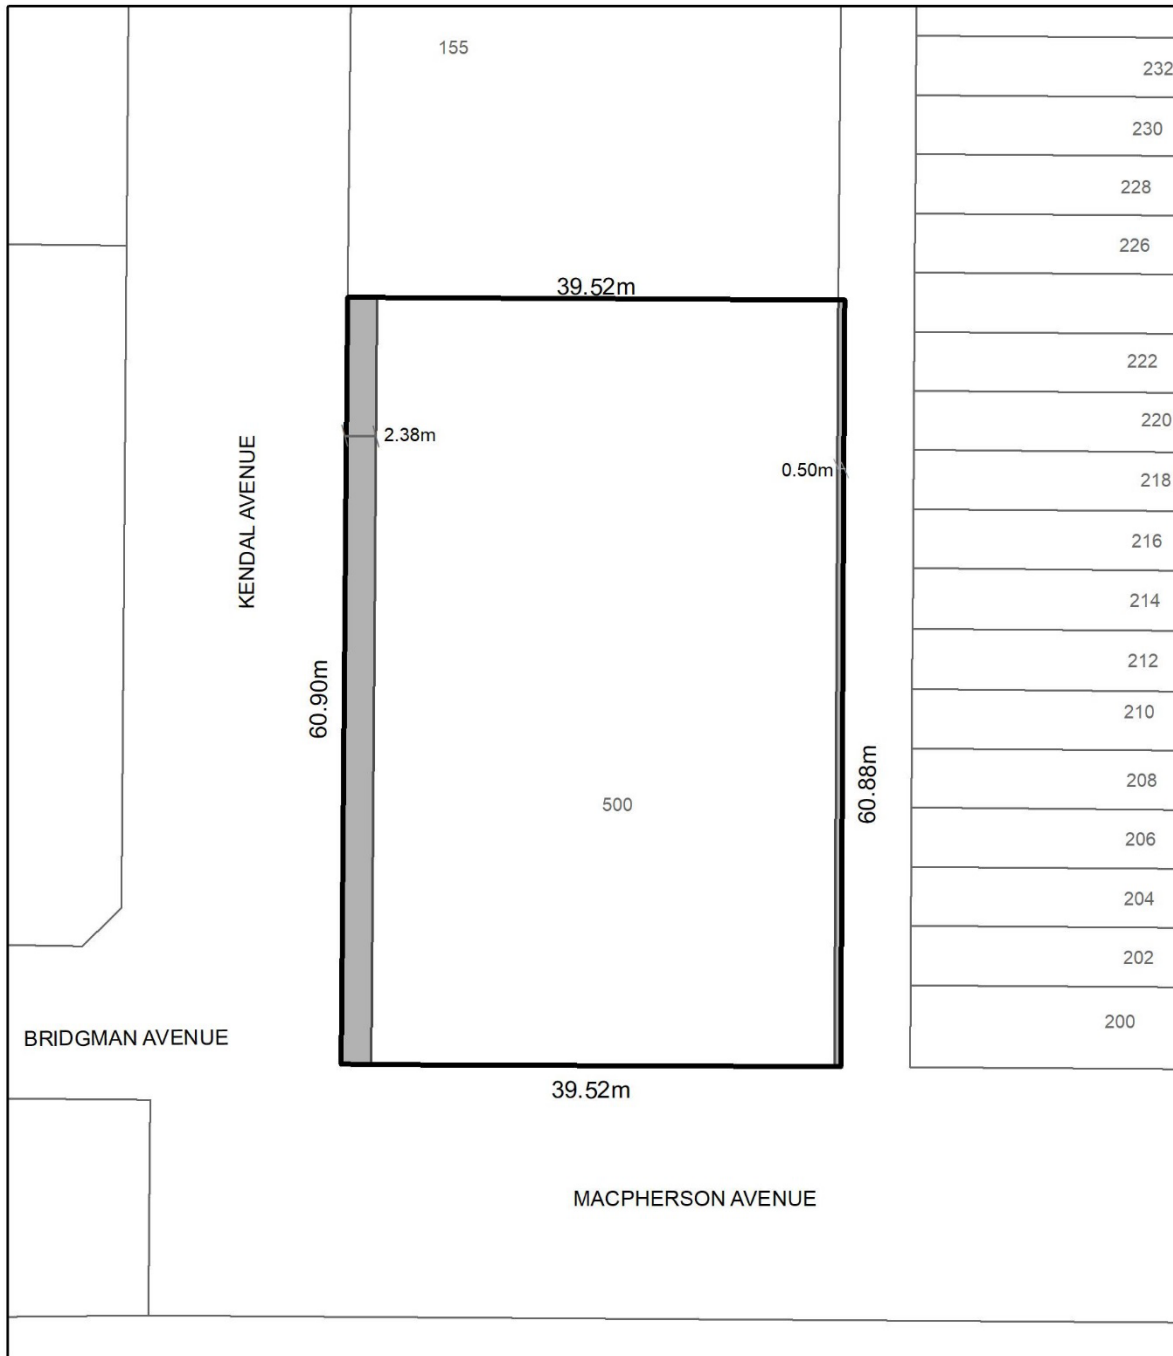 155
232
230
228
226
39.52m
222
220
2.38m
KENDAL AVENUE
0.50m
218
216
214
212
60.90m
210
60.88m
208
500
206
204
202
200
BRIDGMAN AVENUE
39.52m
MACPHERSON AVENUE